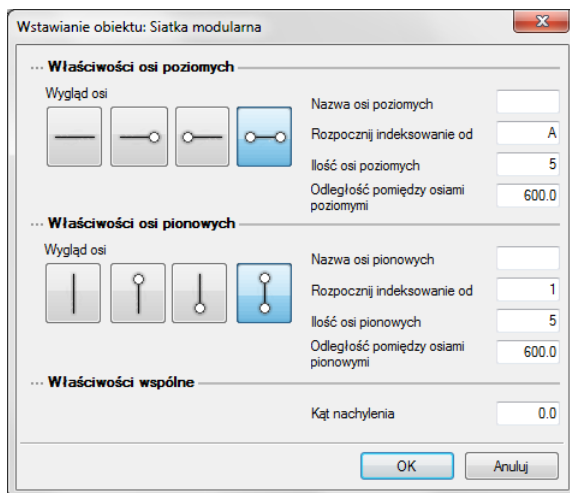 Wstawianie obiektu: Siatka modularna
Właściwości osi poziomych
Wygląd osi
Nazwa osi poziomych
Rozpocznij indeksowanie od A
Ilość osi poziomych 5
Odległość pomiędzy osiami
poziomymi 600.0
Właściwości osi pionowych
Wygląd osi
Nazwa osi pionowych
Rozpocznij indeksowanie od 1
Ilość osi pionowych 5
Odległość pomiędzy osiami
pionowymi 600.0
Właściwości wspólne
Kąt nachylenia 0.0
OK Anuluj